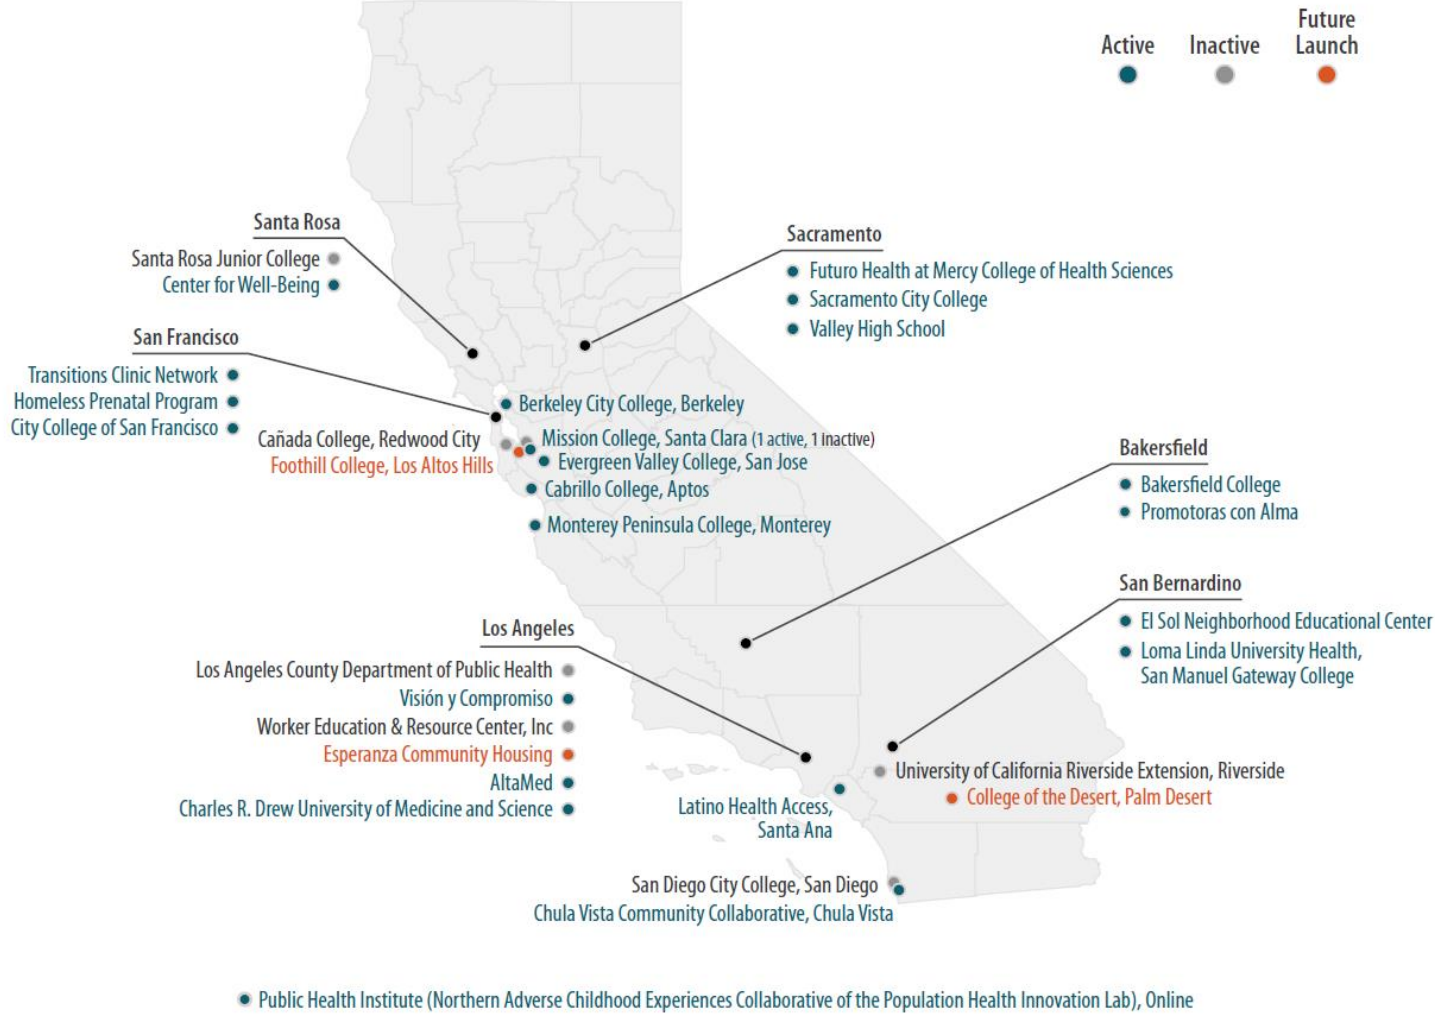 Active
Inactive
Future
Launch
Santa Rosa
Santa Rosa Junior College
Center for Well-Being
Sacramento
Futuro Health at Mercy College of Health Sciences
Sacramento City College
Valley High School
San Francisco
Transitions Clinic Network
Homeless Prenatal Program
City College of San Francisco
Berkeley City College, Berkeley
Cañada College, Redwood City
Foothill College, Los Altos Hills
Mission College, Santa Clara (1 active, 1 inactive)
Evergreen Valley College, San Jose
Cabrillo College, Aptos
Monterey Peninsula College, Monterey
Bakersfield
Bakersfield College
Promotoras con Alma
San Bernardino
El Sol Neighborhood Educational Center
Loma Linda University Health,
San Manuel Gateway College
Los Angeles
Los Angeles County Department of Public Health
Visión y Compromiso
Worker Education & Resource Center, Inc
Esperanza Community Housing
AltaMed
Charles R. Drew University of Medicine and Science
University of California Riverside Extension, Riverside
College of the Desert, Palm Desert
Latino Health Access,
Santa Ana
San Diego City College, San Diego
Chula Vista Community Collaborative, Chula Vista
Public Health Institute (Northern Adverse Childhood Experiences Collaborative of the Population Health Innovation Lab), Online